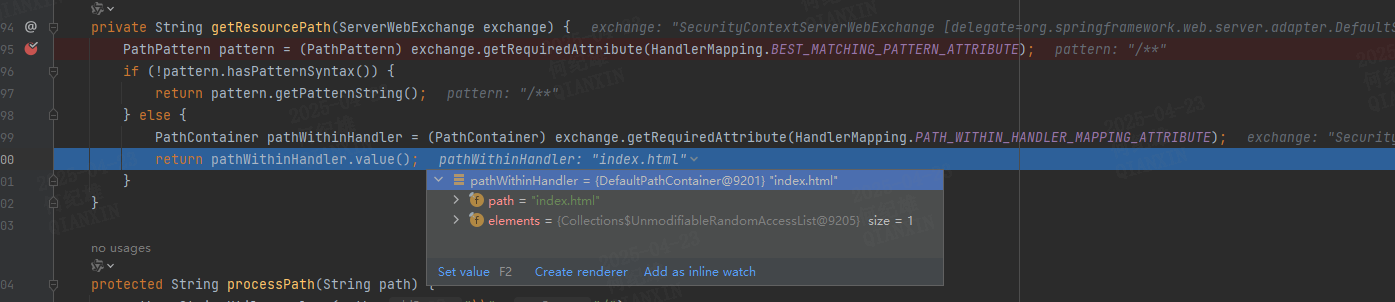 94 @ private String getResourcePath(ServerWebExchange exchange) { exchange: "SecurityContextServerWebExchange [delegate=org.springframework.web.server.adapter.DefaultS
95 PathPattern pattern = (PathPattern) exchange.getRequiredAttribute(HandlerMapping.BEST_MATCHING_PATTERN_ATTRIBUTE); pattern: "/**"
96 if (!pattern.hasPatternSyntax()) {
97 return pattern.getPatternString(); pattern: "/**"
98 } else {
99 PathContainer pathWithinHandler = (PathContainer) exchange.getRequiredAttribute(HandlerMapping.PATH_WITHIN_HANDLER_MAPPING_ATTRIBUTE); exchange: "Securit
00 return pathWithinHandler.value(); pathWithinHandler: "index.html"
01 }
pathWithinHandler = {DefaultPathContainer@9201} "index.html"
02 }
path = "index.html"
03
elements = {Collections$UnmodifiableRandomAccessList@9205} size = 1
no usages
Set value F2 Create renderer Add as inline watch
04 protected String processPath(String path) {